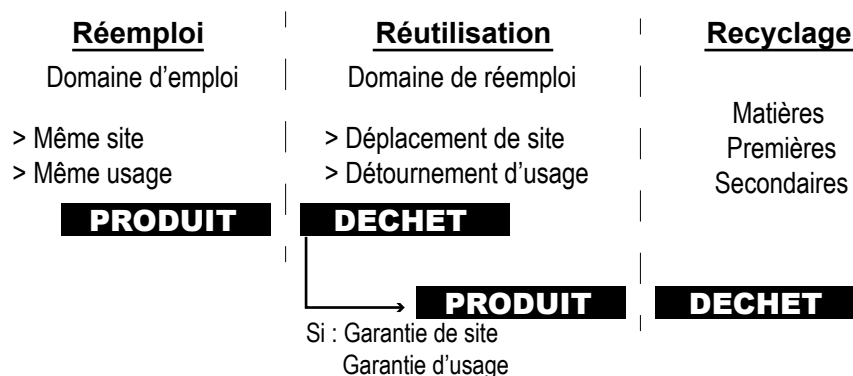 Réemploi
Domaine d'emploi
> Même site
> Même usage
PRODUIT
Réutilisation
Domaine de réemploi
> Déplacement de site
> Détournement d'usage
DECHET
PRODUIT
Si : Garantie de site
Garantie d'usage
Recyclage
Matières
Premières
Secondaires
DECHET